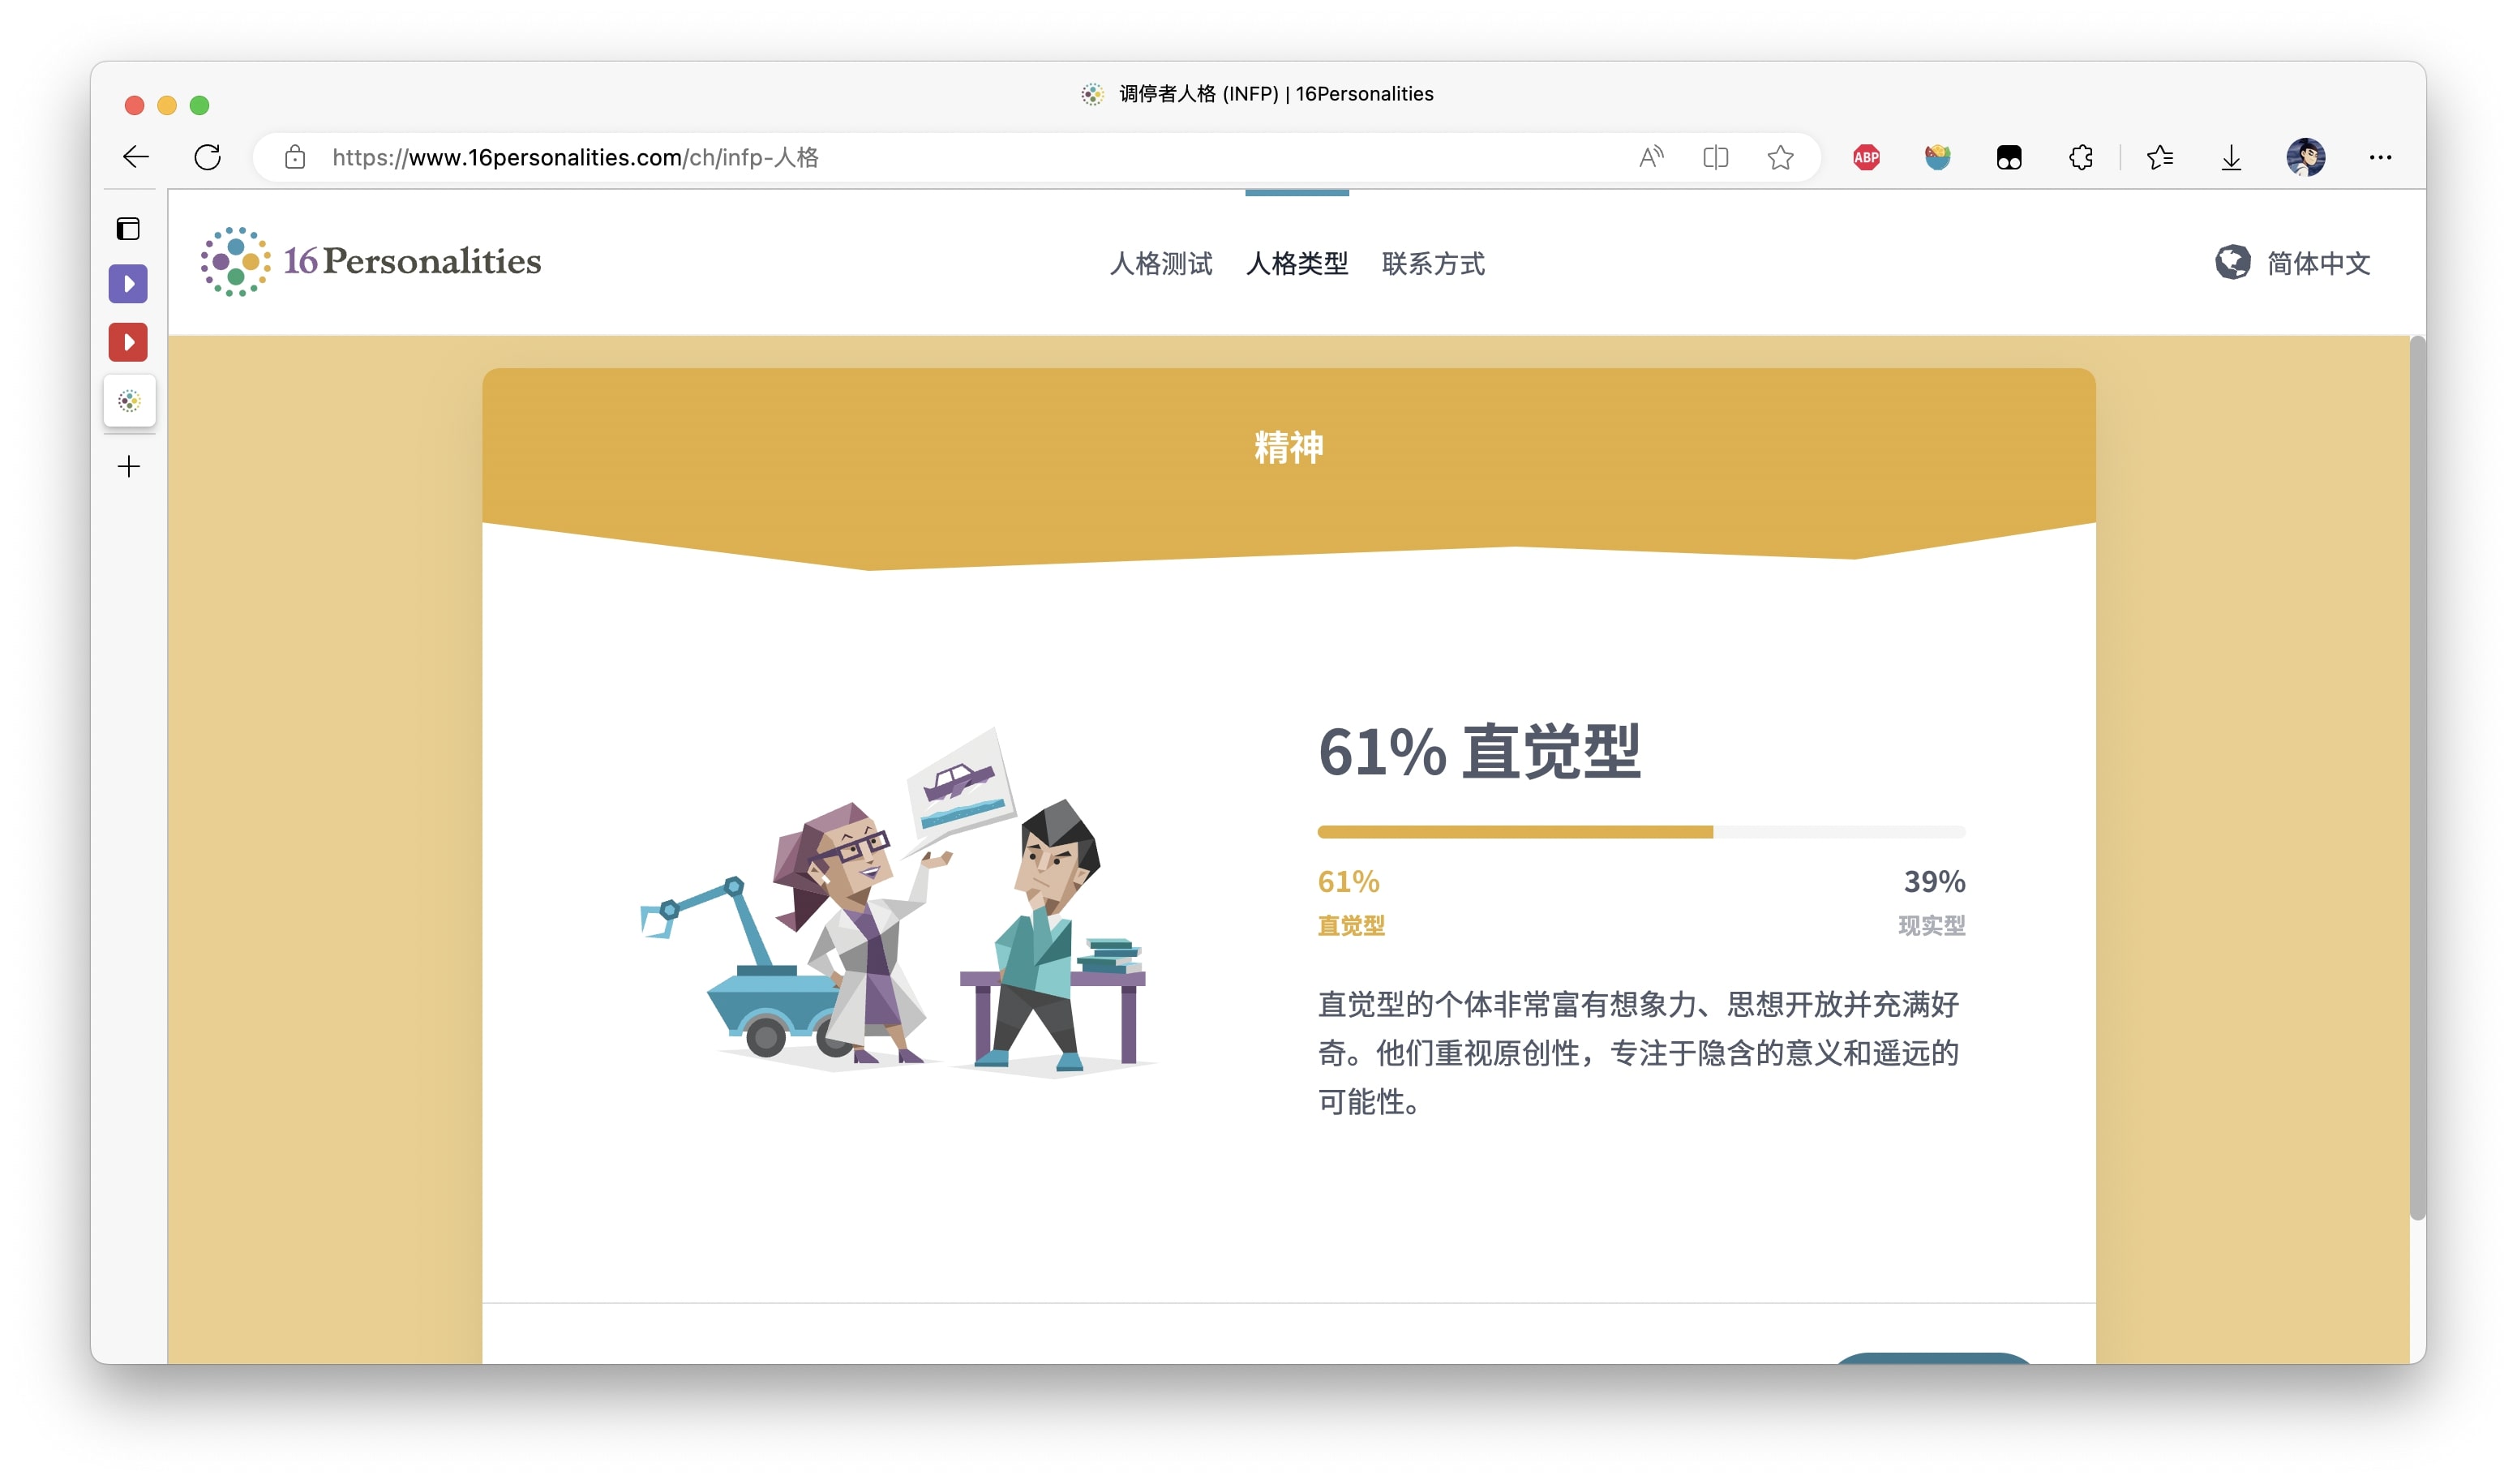 调停者人格 (INFP) | 16Personalities
https://www.16personalities.com/ch/infp-人格
ABP
16Personalities
人格测试
人格类型
联系方式
简体中文
精神
61% 直觉型
61%
39%
直觉型
现实型
直觉型的个体非常富有想象力、思想开放并充满好
奇。他们重视原创性，专注于隐含的意义和遥远的
可能性。